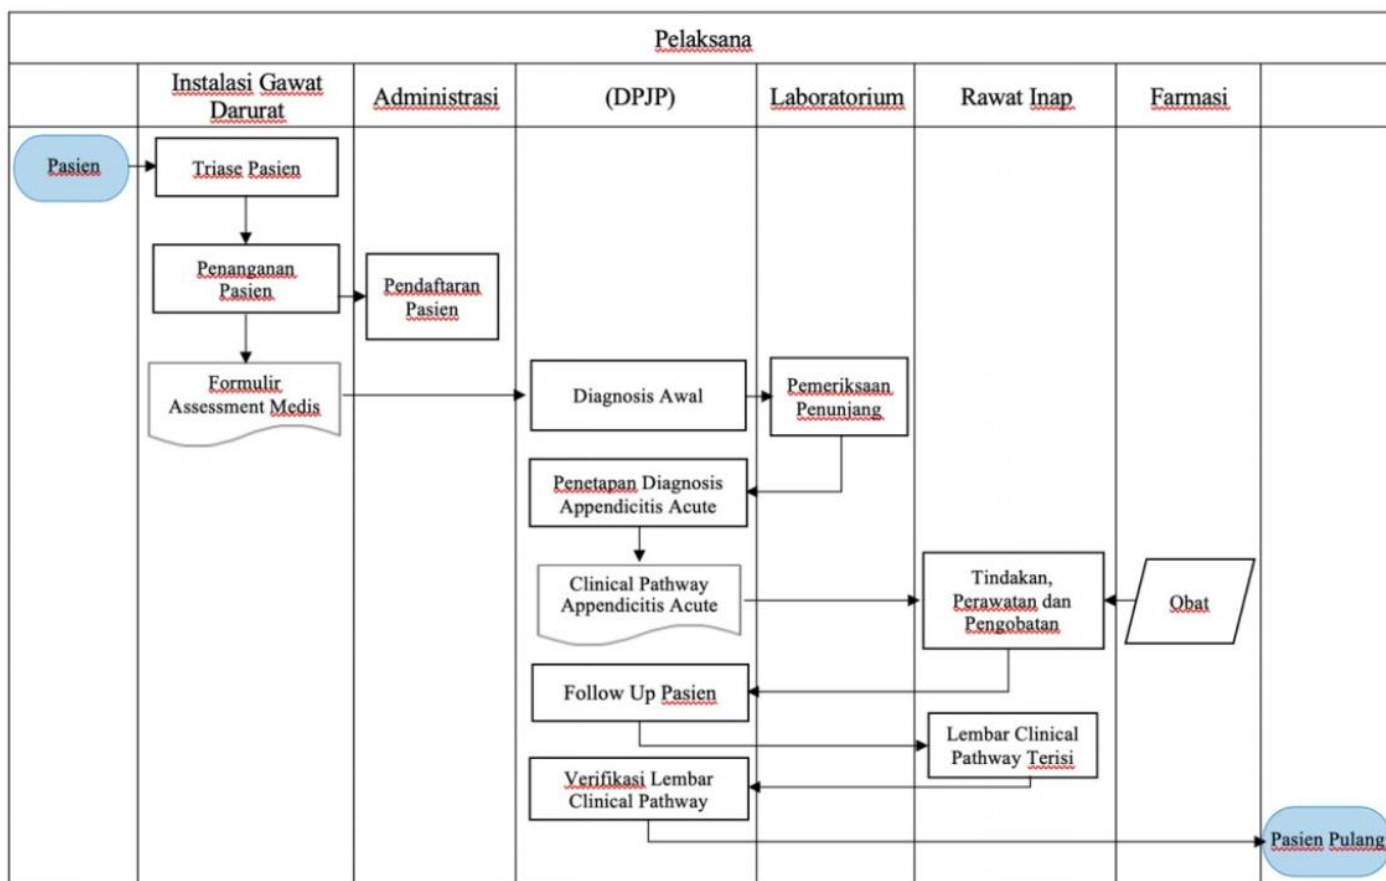 Pelaksana
Instalasi Gawat
Darurat
Administrasi
(DPJP)
Laboratorium
Rawat Inap
Farmasi
Pasien
Triase Pasien
Penanganan
Pasien
Pendaftaran
Pasien
Formulir
Assessment Medis
Diagnosis Awal
Pemeriksaan
Penunjang
Penetapan Diagnosis
Appendicitis Acute
Clinical Pathway
Appendicitis Acute
Tindakan,
Perawatan dan
Pengobatan
Obat
Follow Up Pasien
Lembar Clinical
Pathway Terisi
Verifikasi Lembar
Clinical Pathway
Pasien Pulang